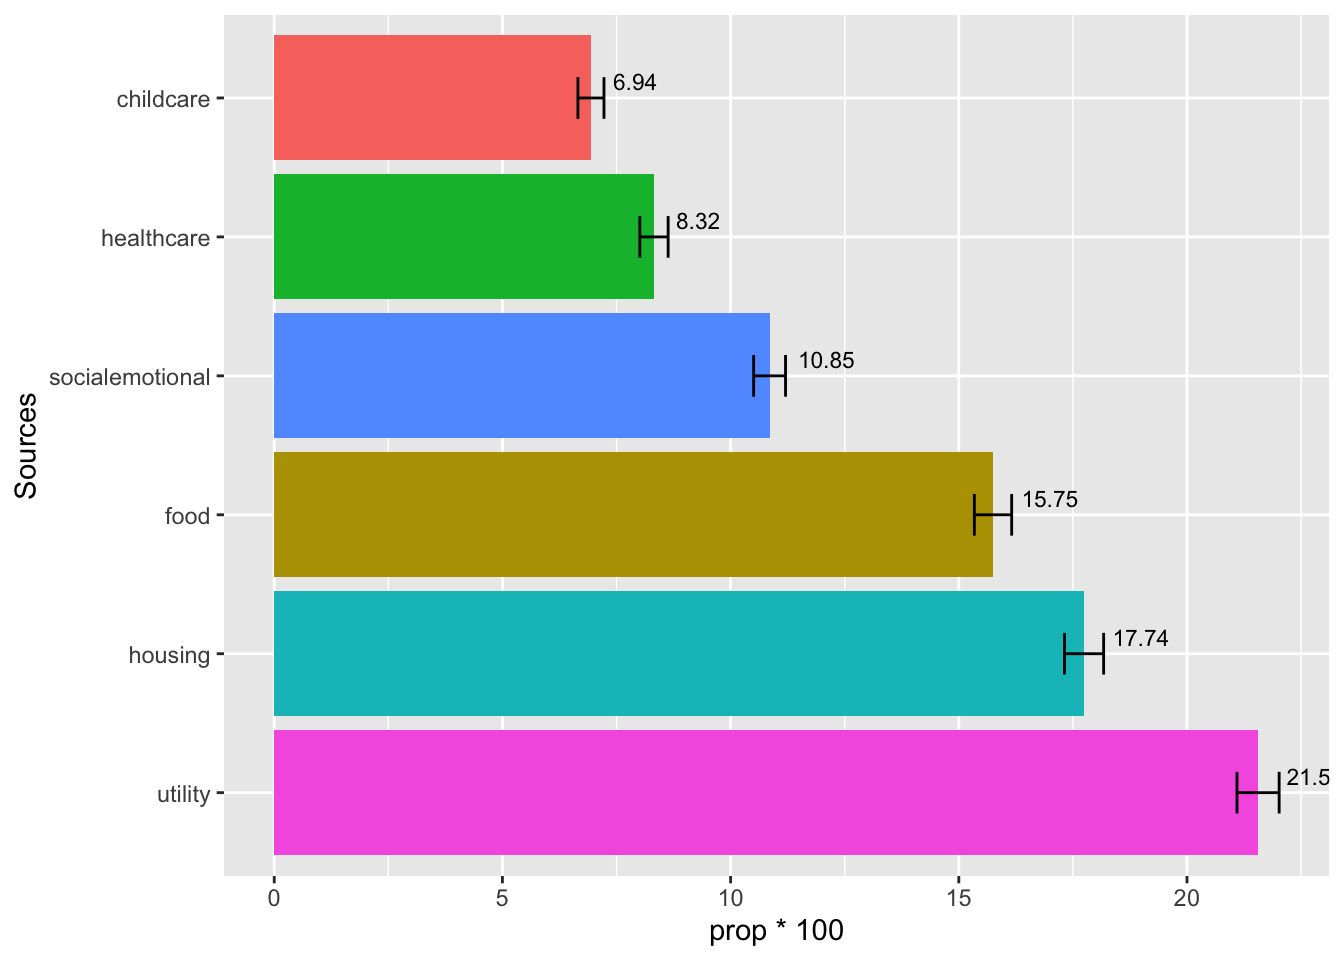 childcare
6.94
healthcare
8.32
socialemotional
10.85
Sources
food
15.75
housing
17.74
utility
21.5
0 5 10 15 20
prop * 100